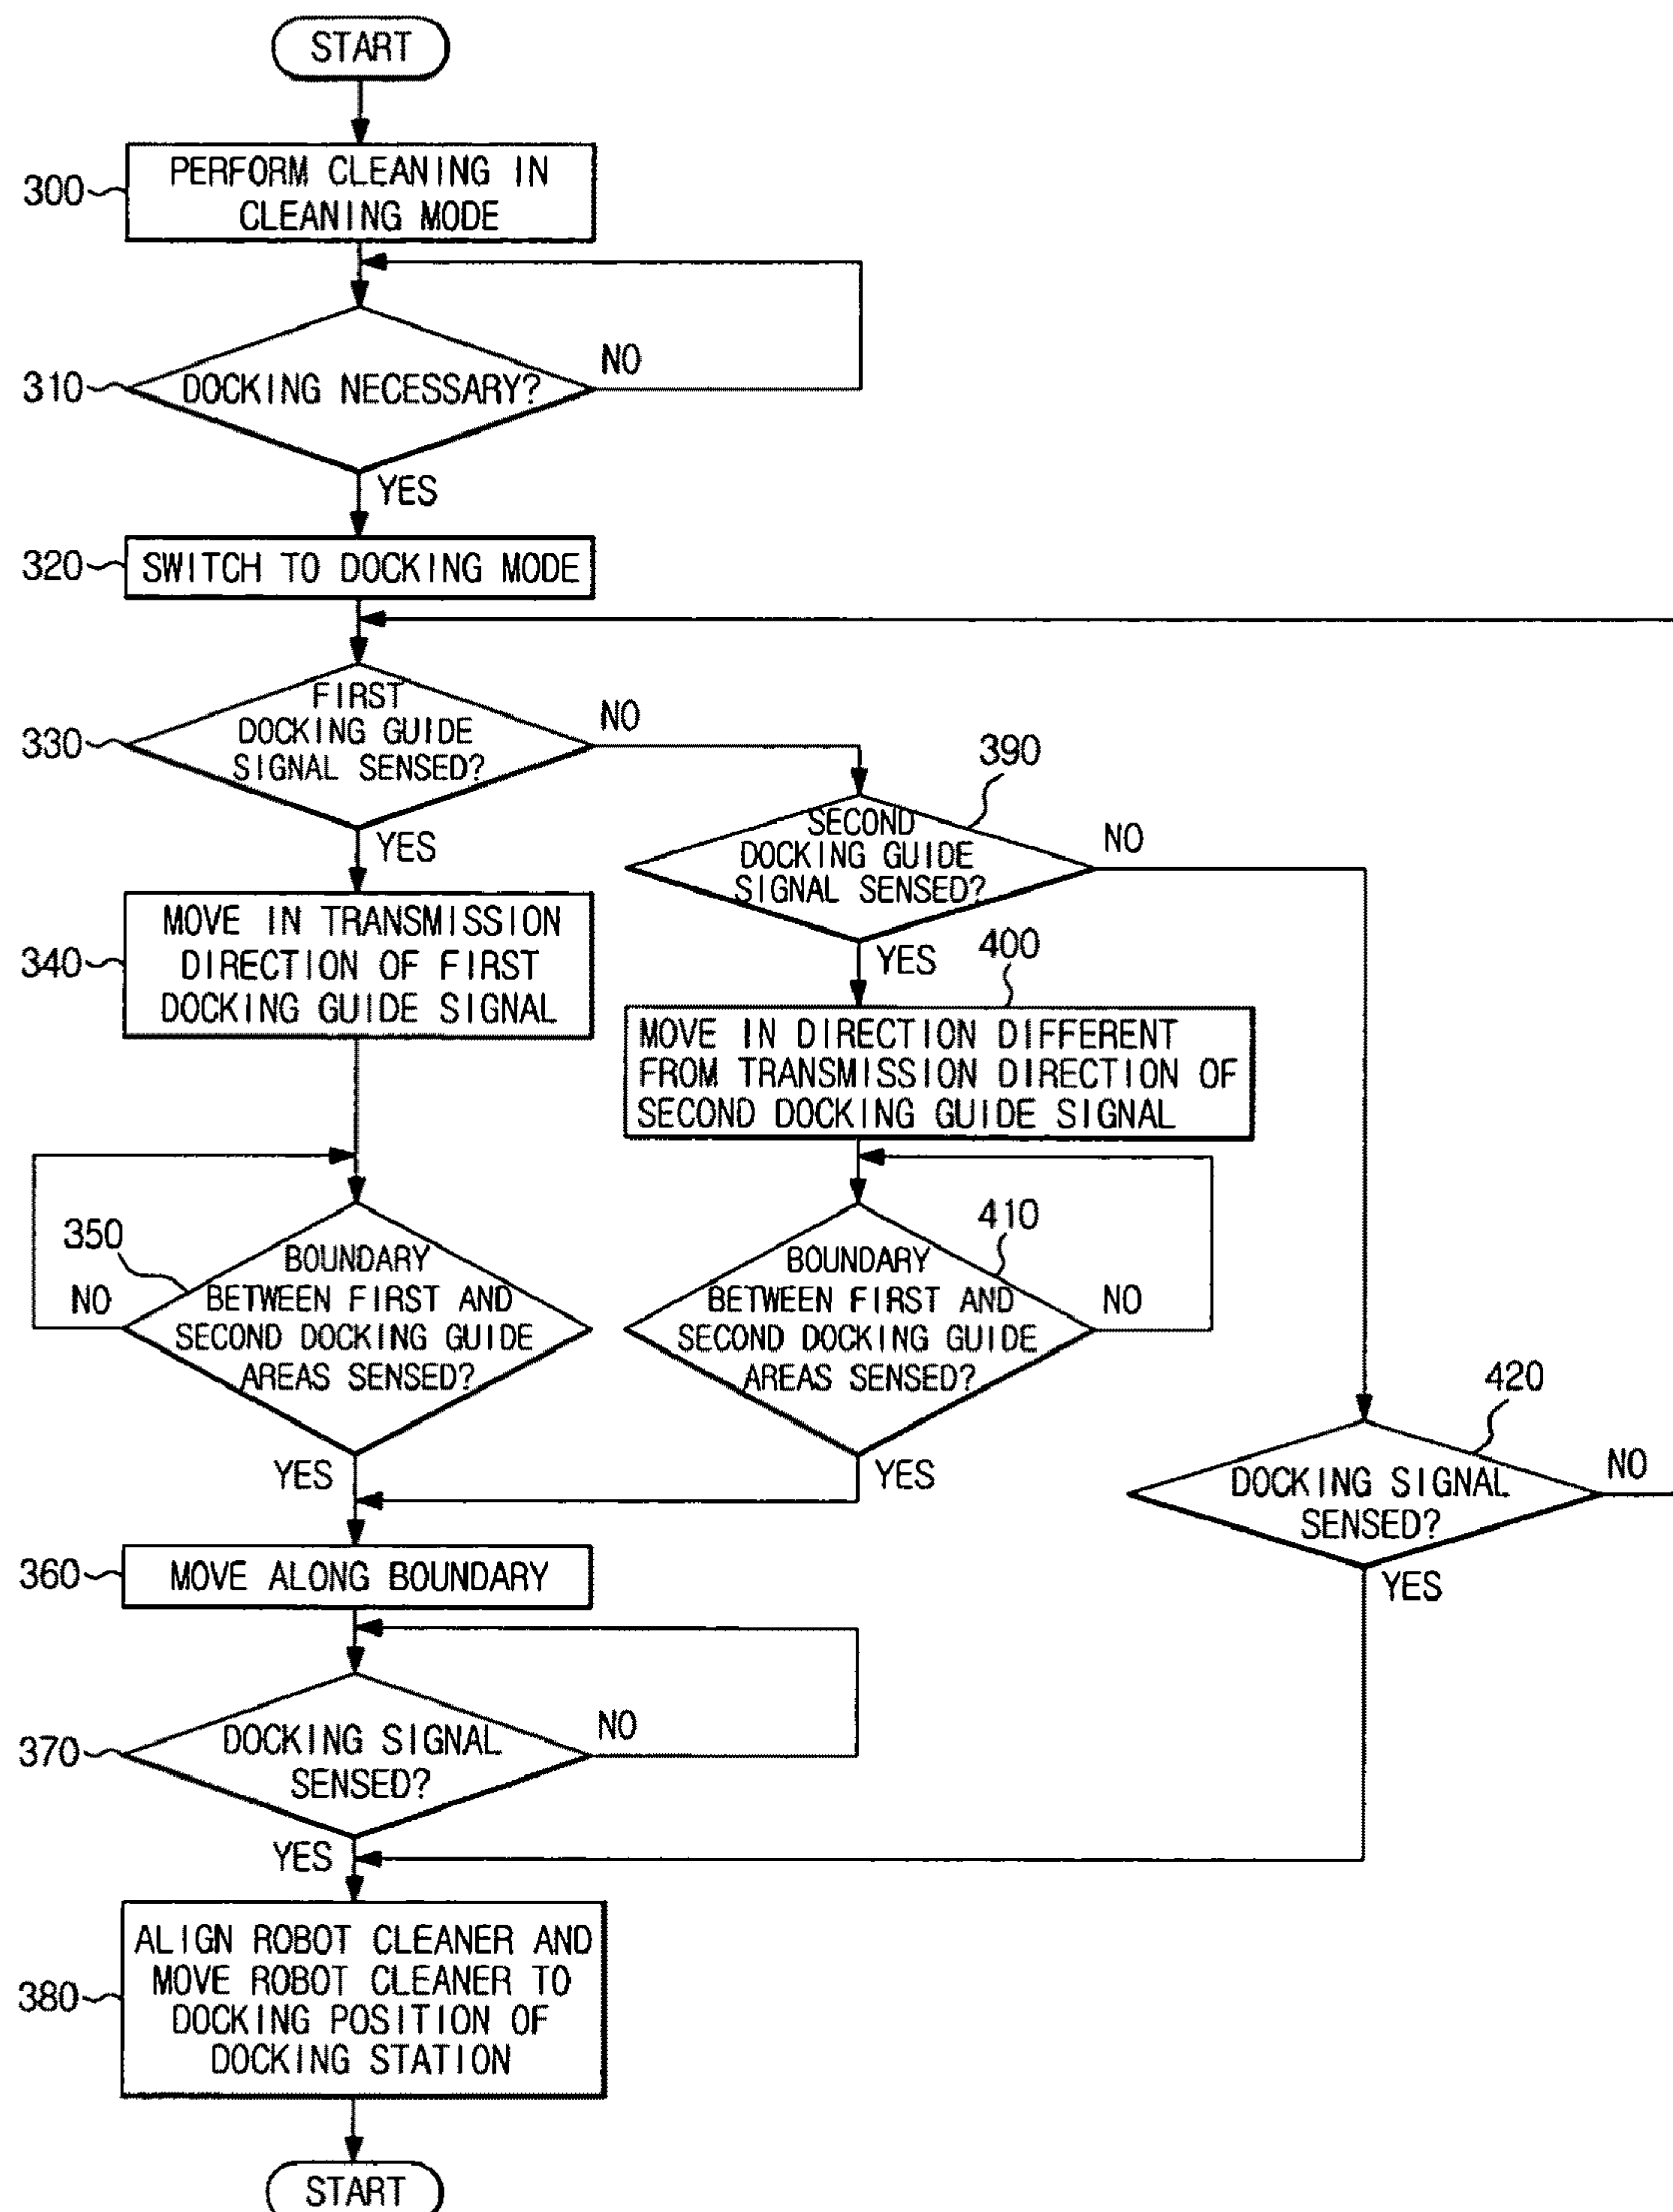 START
300
PERFORM CLEANING IN
CLEANING MODE
310
DOCKING NECESSARY?
NO
YES
320
SWITCH TO DOCKING MODE
330
FIRST
DOCKING GUIDE
SIGNAL SENSED?
NO
YES
390
SECOND
DOCKING GUIDE
SIGNAL SENSED?
NO
YES
340
MOVE IN TRANSMISSION
DIRECTION OF FIRST
DOCKING GUIDE SIGNAL
400
MOVE IN DIRECTION DIFFERENT
FROM TRANSMISSION DIRECTION OF
SECOND DOCKING GUIDE SIGNAL
350
BOUNDARY
BETWEEN FIRST AND
SECOND DOCKING GUIDE
AREAS SENSED?
NO
YES
410
BOUNDARY
BETWEEN FIRST AND
SECOND DOCKING GUIDE
AREAS SENSED?
NO
YES
420
DOCKING SIGNAL
SENSED?
NO
YES
360
MOVE ALONG BOUNDARY
370
DOCKING SIGNAL
SENSED?
NO
YES
380
ALIGN ROBOT CLEANER AND
MOVE ROBOT CLEANER TO
DOCKING POSITION OF
DOCKING STATION
START